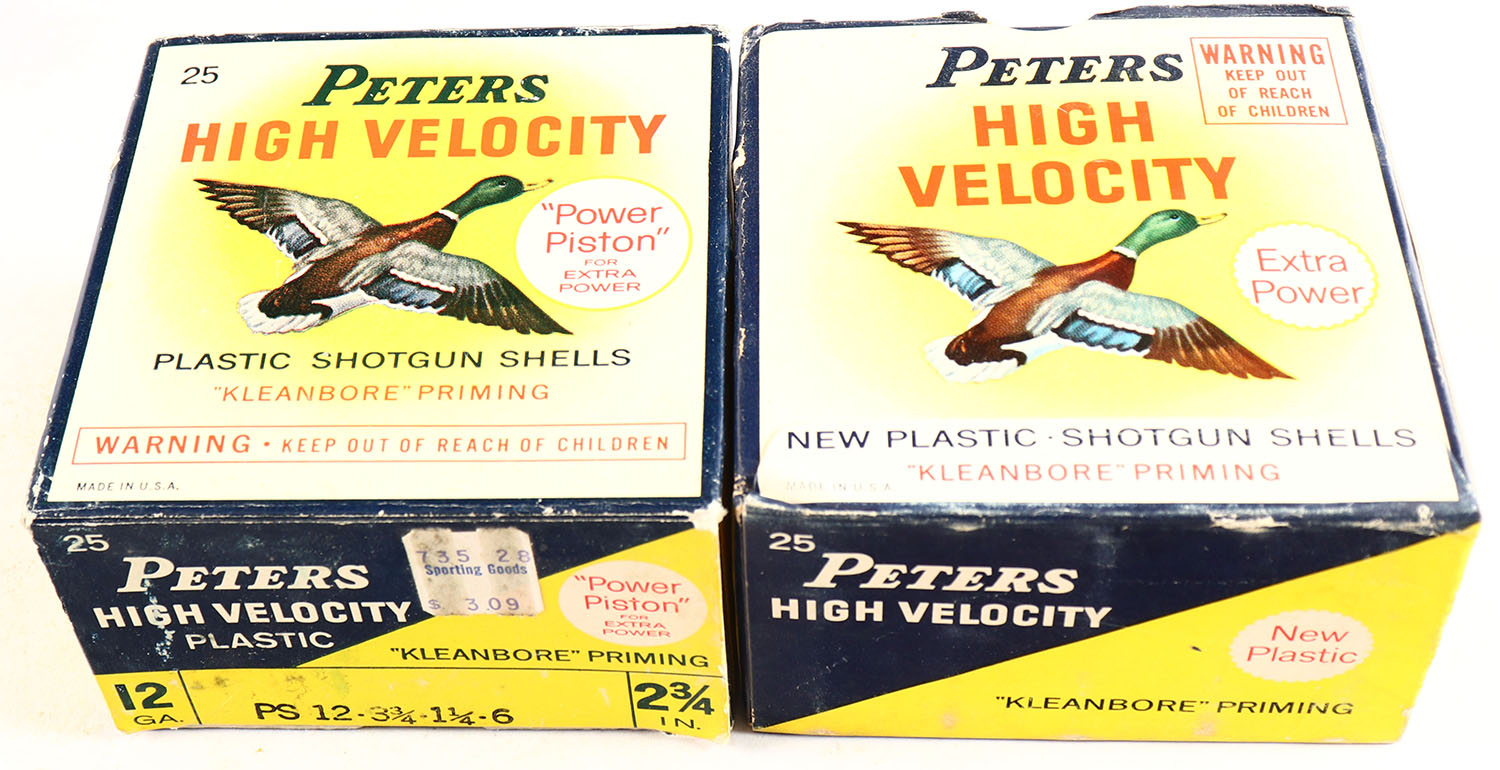 25
PETERS
HIGH VELOCITY
"Power
Piston"
FOR
EXTRA
POWER
PLASTIC SHOTGUN SHELLS
"KLEANBORE" PRIMING
WARNING • KEEP OUT OF REACH OF CHILDREN
MADE IN U.S.A.
25
PETERS
HIGH VELOCITY
PLASTIC
735 28
Sporting Goods
$ 3.09
"Power
Piston"
FOR
EXTRA
POWER
"KLEANBORE" PRIMING
12
GA.
PS 12-3¾-1¼-6
2¾
IN.
PETERS
HIGH
VELOCITY
WARNING
KEEP OUT
OF REACH
OF CHILDREN
Extra
Power
NEW PLASTIC · SHOTGUN SHELLS
"KLEANBORE" PRIMING
MADE IN U.S.A.
25
PETERS
HIGH VELOCITY
New
Plastic
"KLEANBORE" PRIMING